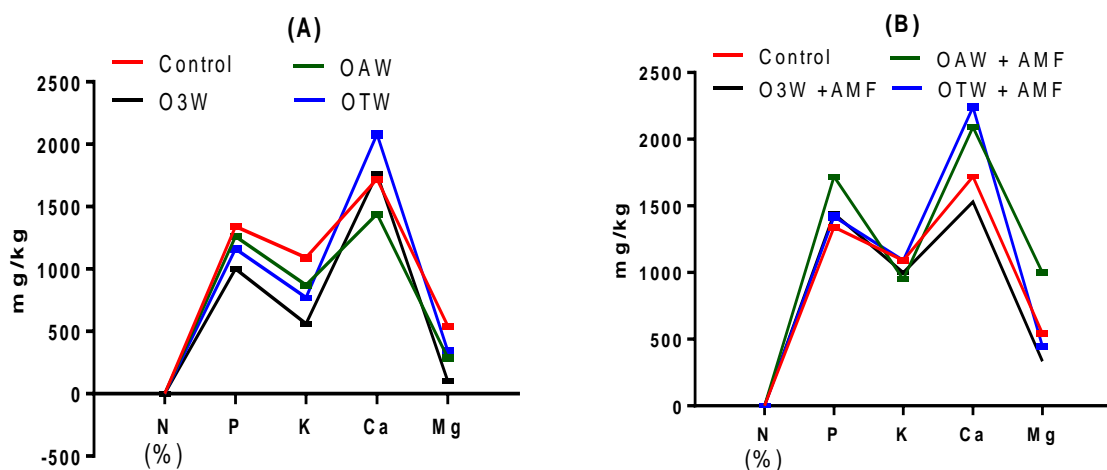 (A)
Control
OAW
O3W
OTW
2500
2000
1500
1000
500
0
-500
mg/kg
N P K Ca Mg
(%)
(B)
Control
OAW + AMF
O3W +AMF
OTW + AMF
2500
2000
1500
1000
500
0
mg/kg
N P K Ca Mg
(%)